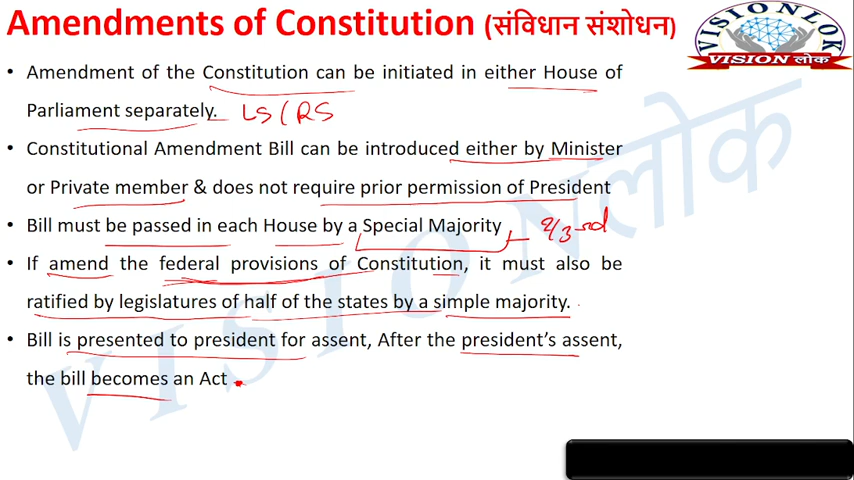 Amendments of Constitution (संविधान संशोधन)
VISIONLOK
VISION लोक
• Amendment of the Constitution can be initiated in either House of
Parliament separately. LS / RS
• Constitutional Amendment Bill can be introduced either by Minister
or Private member & does not require prior permission of President
• Bill must be passed in each House by a Special Majority 2/3rd
• If amend the federal provisions of Constitution, it must also be
ratified by legislatures of half of the states by a simple majority.
• Bill is presented to president for assent, After the president's assent,
the bill becomes an Act
VISIONलोक